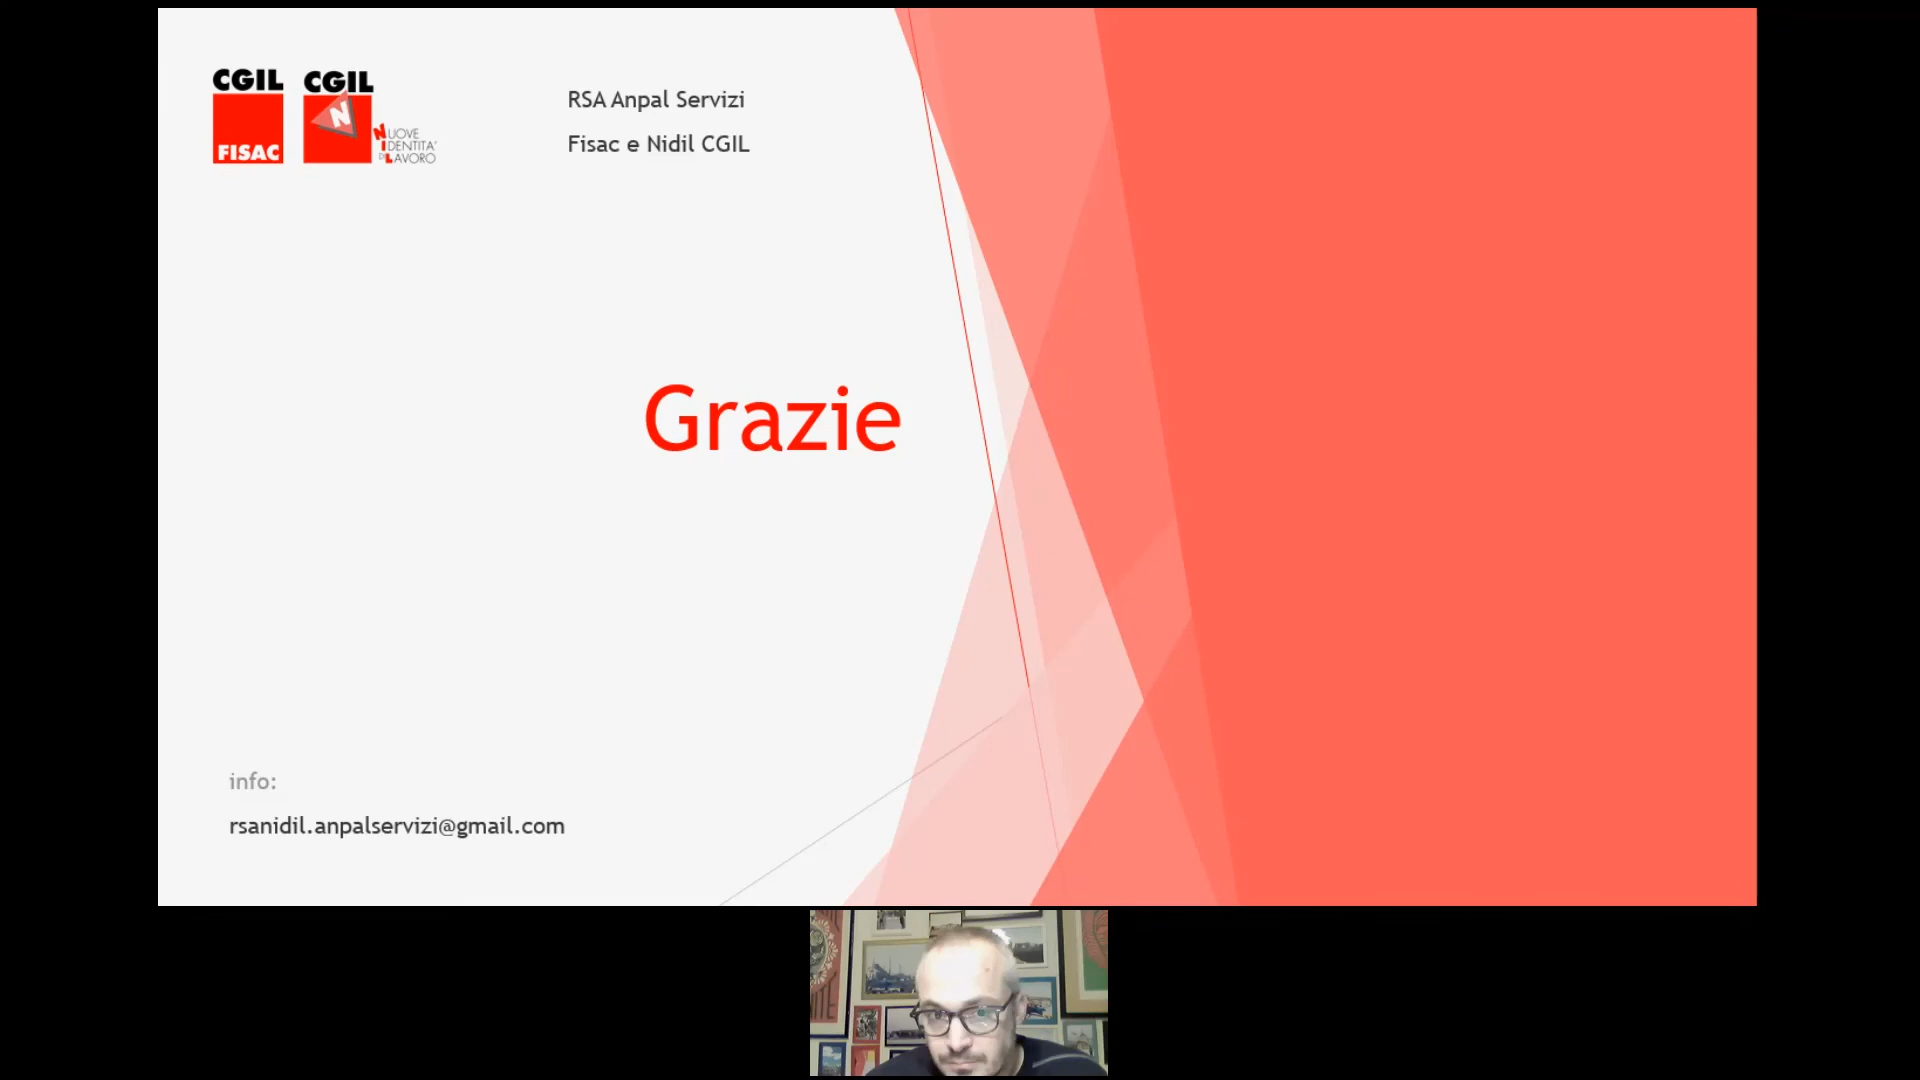 CGIL
FISAC
CGIL
N
NUOVE
IDENTITA'
DI LAVORO
RSA Anpal Servizi
Fisac e Nidil CGIL
Grazie
info:
rsanidil.anpalservizi@gmail.com